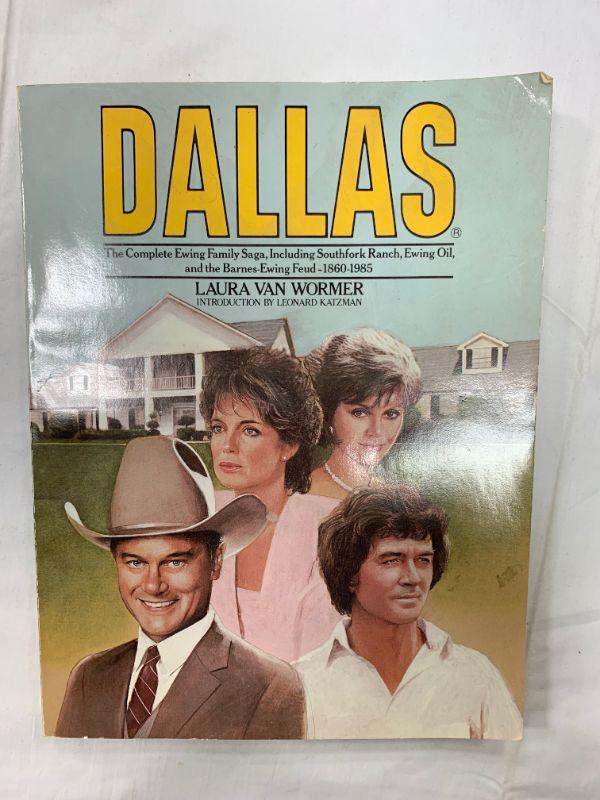 DALLAS®
The Complete Ewing Family Saga, Including Southfork Ranch, Ewing Oil,
and the Barnes-Ewing Feud-1860-1985
LAURA VAN WORMER
INTRODUCTION BY LEONARD KATZMAN